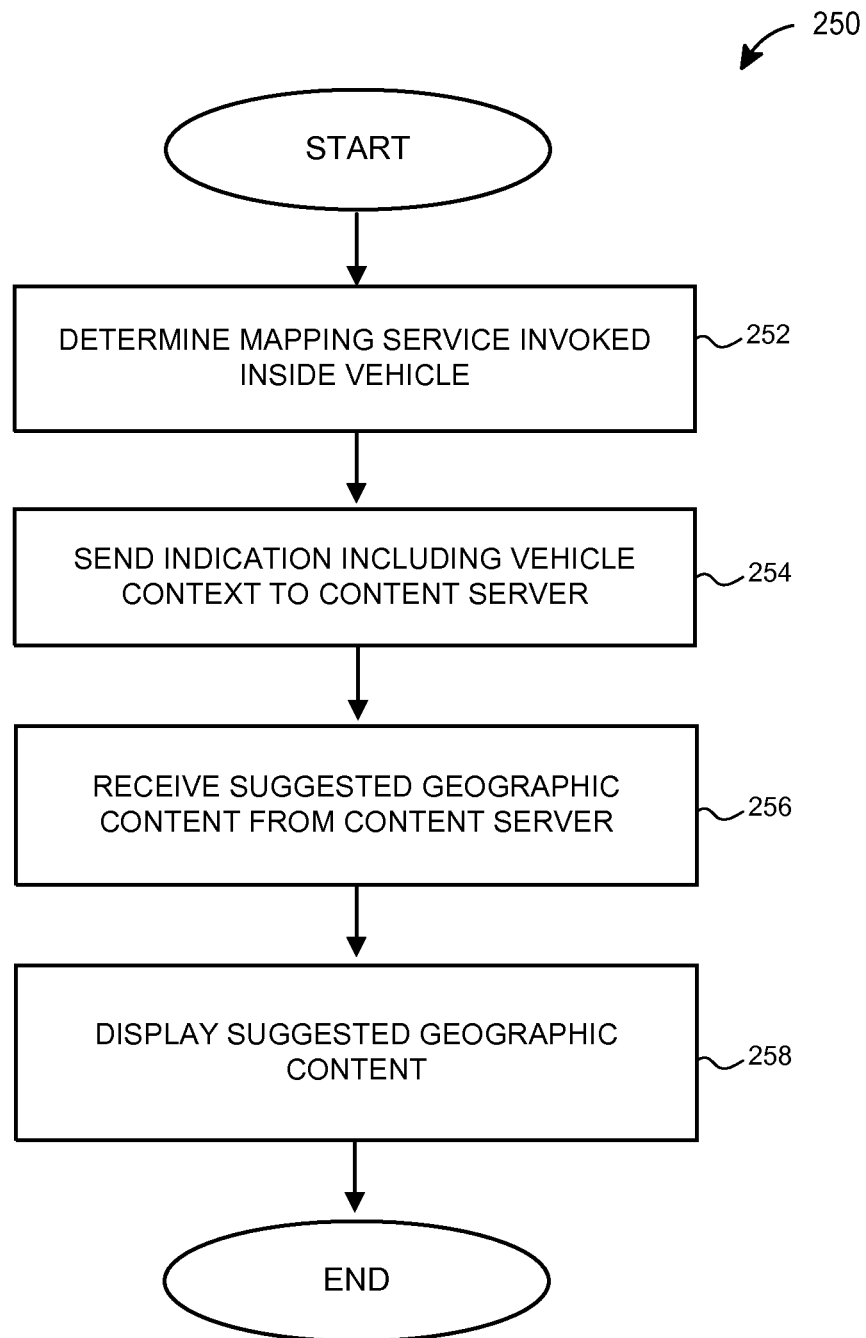 250
START
DETERMINE MAPPING SERVICE INVOKED
INSIDE VEHICLE
252
SEND INDICATION INCLUDING VEHICLE
CONTEXT TO CONTENT SERVER
254
RECEIVE SUGGESTED GEOGRAPHIC
CONTENT FROM CONTENT SERVER
256
DISPLAY SUGGESTED GEOGRAPHIC
CONTENT
258
END